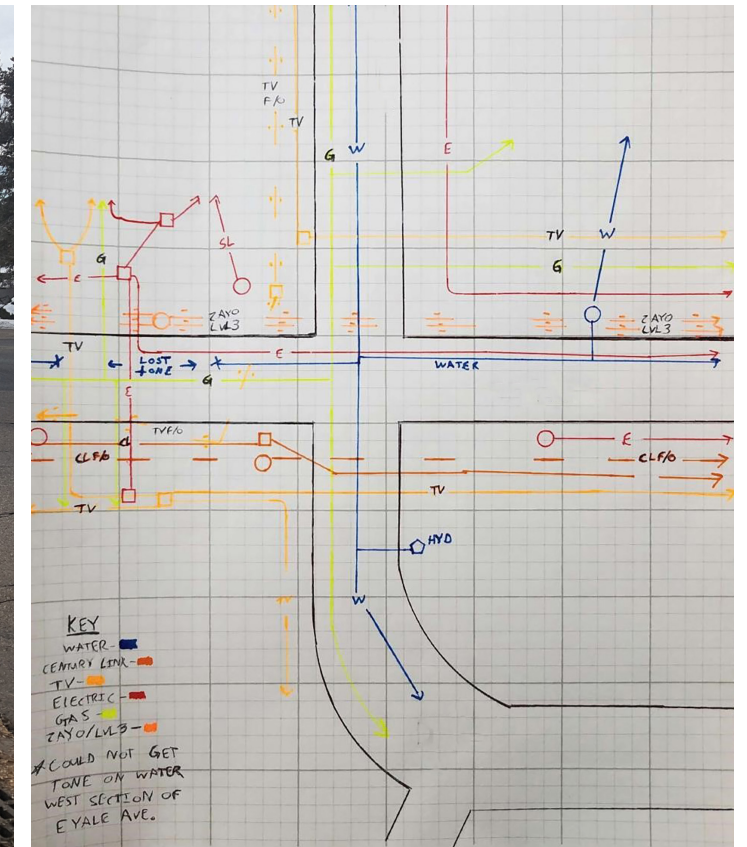 TV
F/O
TV
G
W
E
W
TV
G
G
SL
E
ZAYO
LVL3
ZAYO
LVL3
TV
LOST
TONE
E
WATER
G
E
TVF/O
E
CLF/O
CLF/O
TV
TV
HYD
TV
W
KEY
WATER-
CENTURY LINK-
TV-
ELECTRIC-
GAS-
ZAYO/LVL3-
*COULD NOT GET
TONE ON WATER
WEST SECTION OF
E YALE AVE.